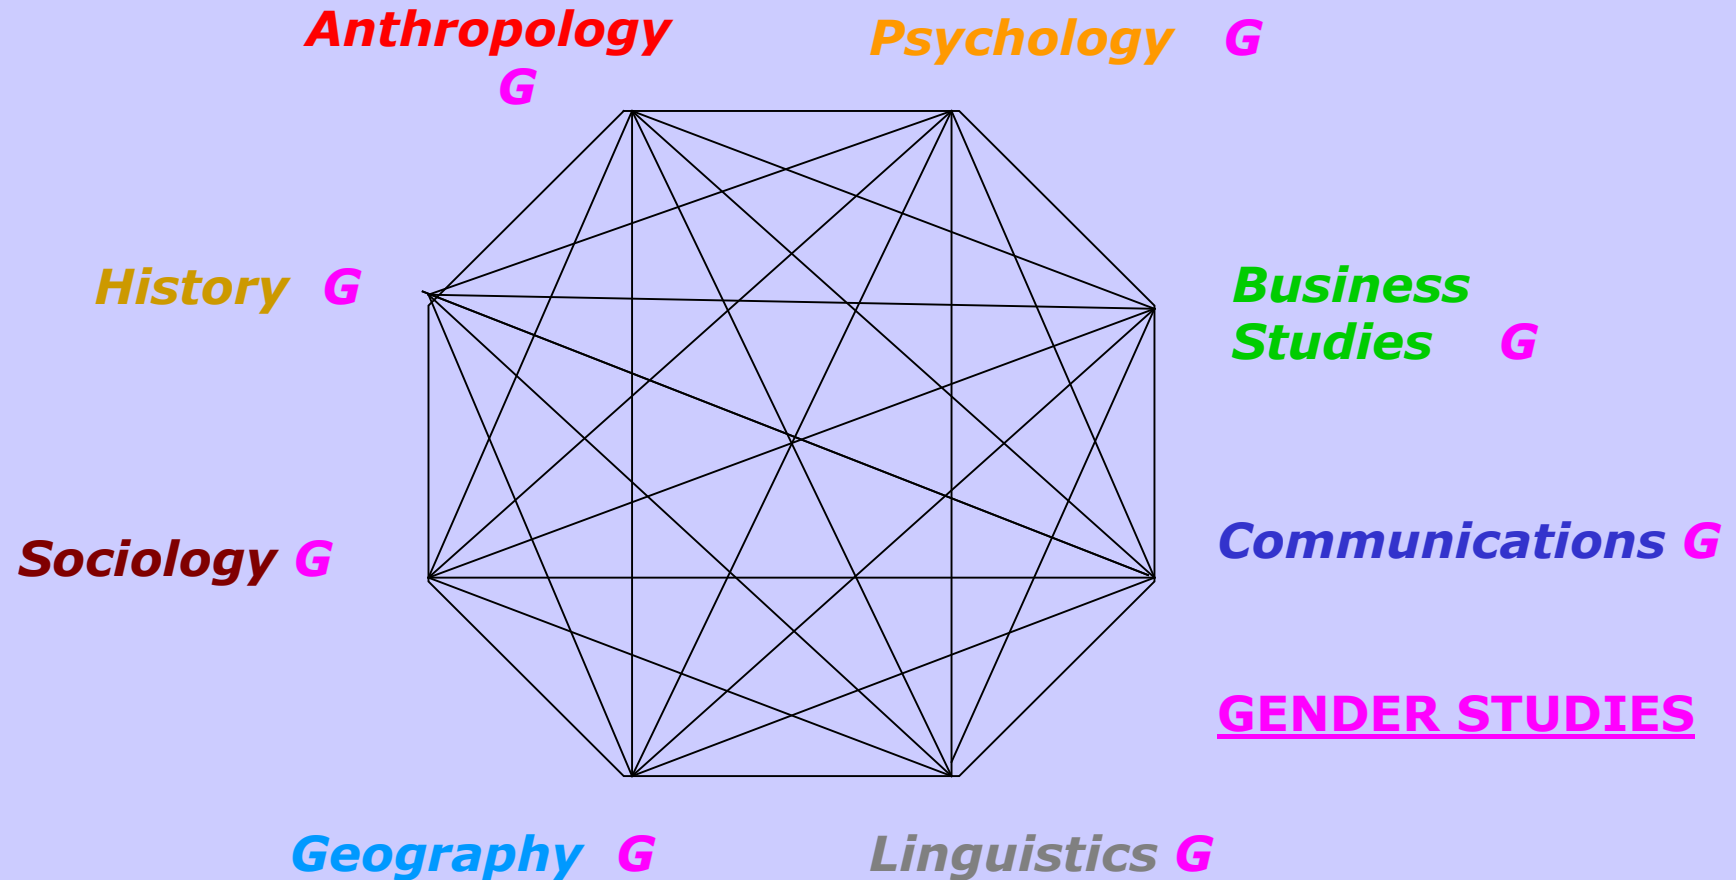 Anthropology
G
Psychology G
History G
Business
Studies G
Sociology G
Communications G
GENDER STUDIES
Geography G
Linguistics G